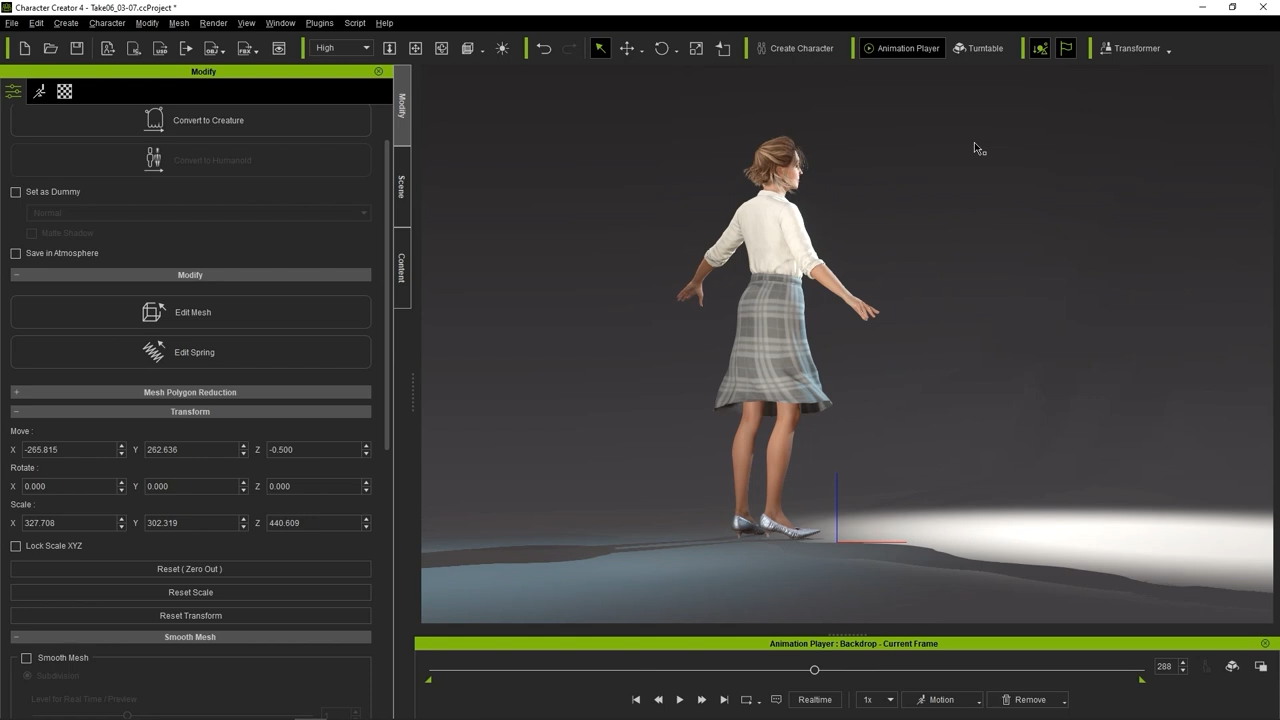 Character Creator 4 - Take06_03-07.ccProject *
File Edit Create Character Modify Mesh Render View Window Plugins Script Help
High Create Character Animation Player Turntable Transformer
Modify
Convert to Creature
Convert to Humanoid
Set as Dummy
Normal
Matte Shadow
Save in Atmosphere
Modify
Edit Mesh
Edit Spring
+ Mesh Polygon Reduction
− Transform
Move :
X -265.815 Y 262.636 Z -0.500
Rotate :
X 0.000 Y 0.000 Z 0.000
Scale :
X 327.708 Y 302.319 Z 440.609
Lock Scale XYZ
Reset ( Zero Out )
Reset Scale
Reset Transform
− Smooth Mesh
Smooth Mesh
Subdivision
Level for Real Time / Preview
1
Modify
Scene
Content
Animation Player : Backdrop - Current Frame
288
Realtime 1x Motion Remove